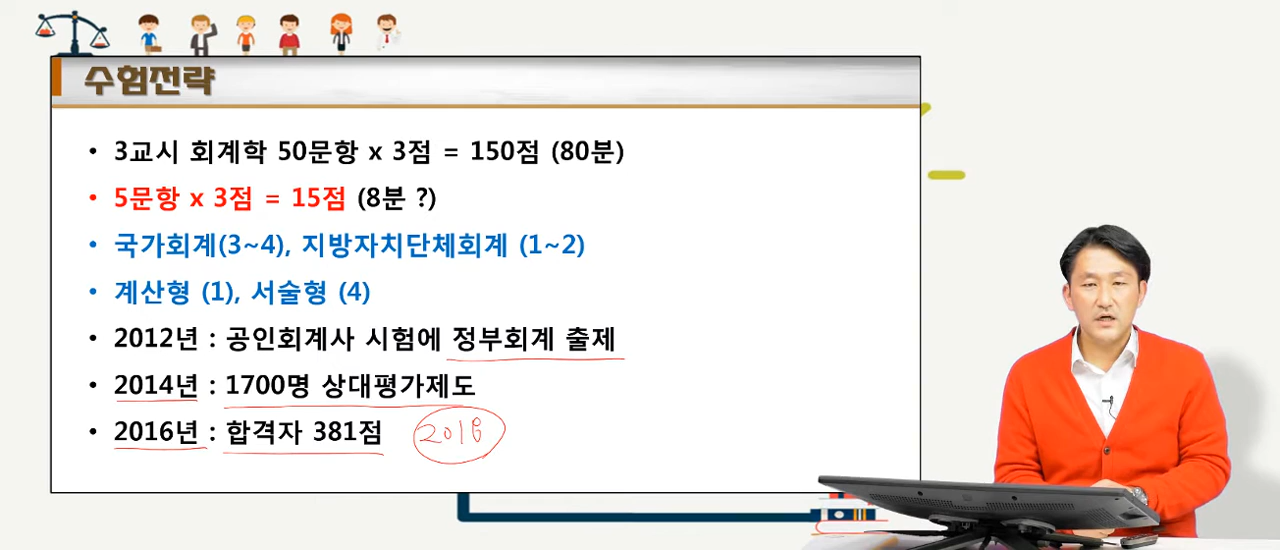 수험전략
• 3교시 회계학 50문항 x 3점 = 150점 (80분)
• 5문항 x 3점 = 15점 (8분 ?)
• 국가회계(3~4), 지방자치단체회계 (1~2)
• 계산형 (1), 서술형 (4)
• 2012년 : 공인회계사 시험에 정부회계 출제
• 2014년 : 1700명 상대평가제도
• 2016년 : 합격자 381점 2018